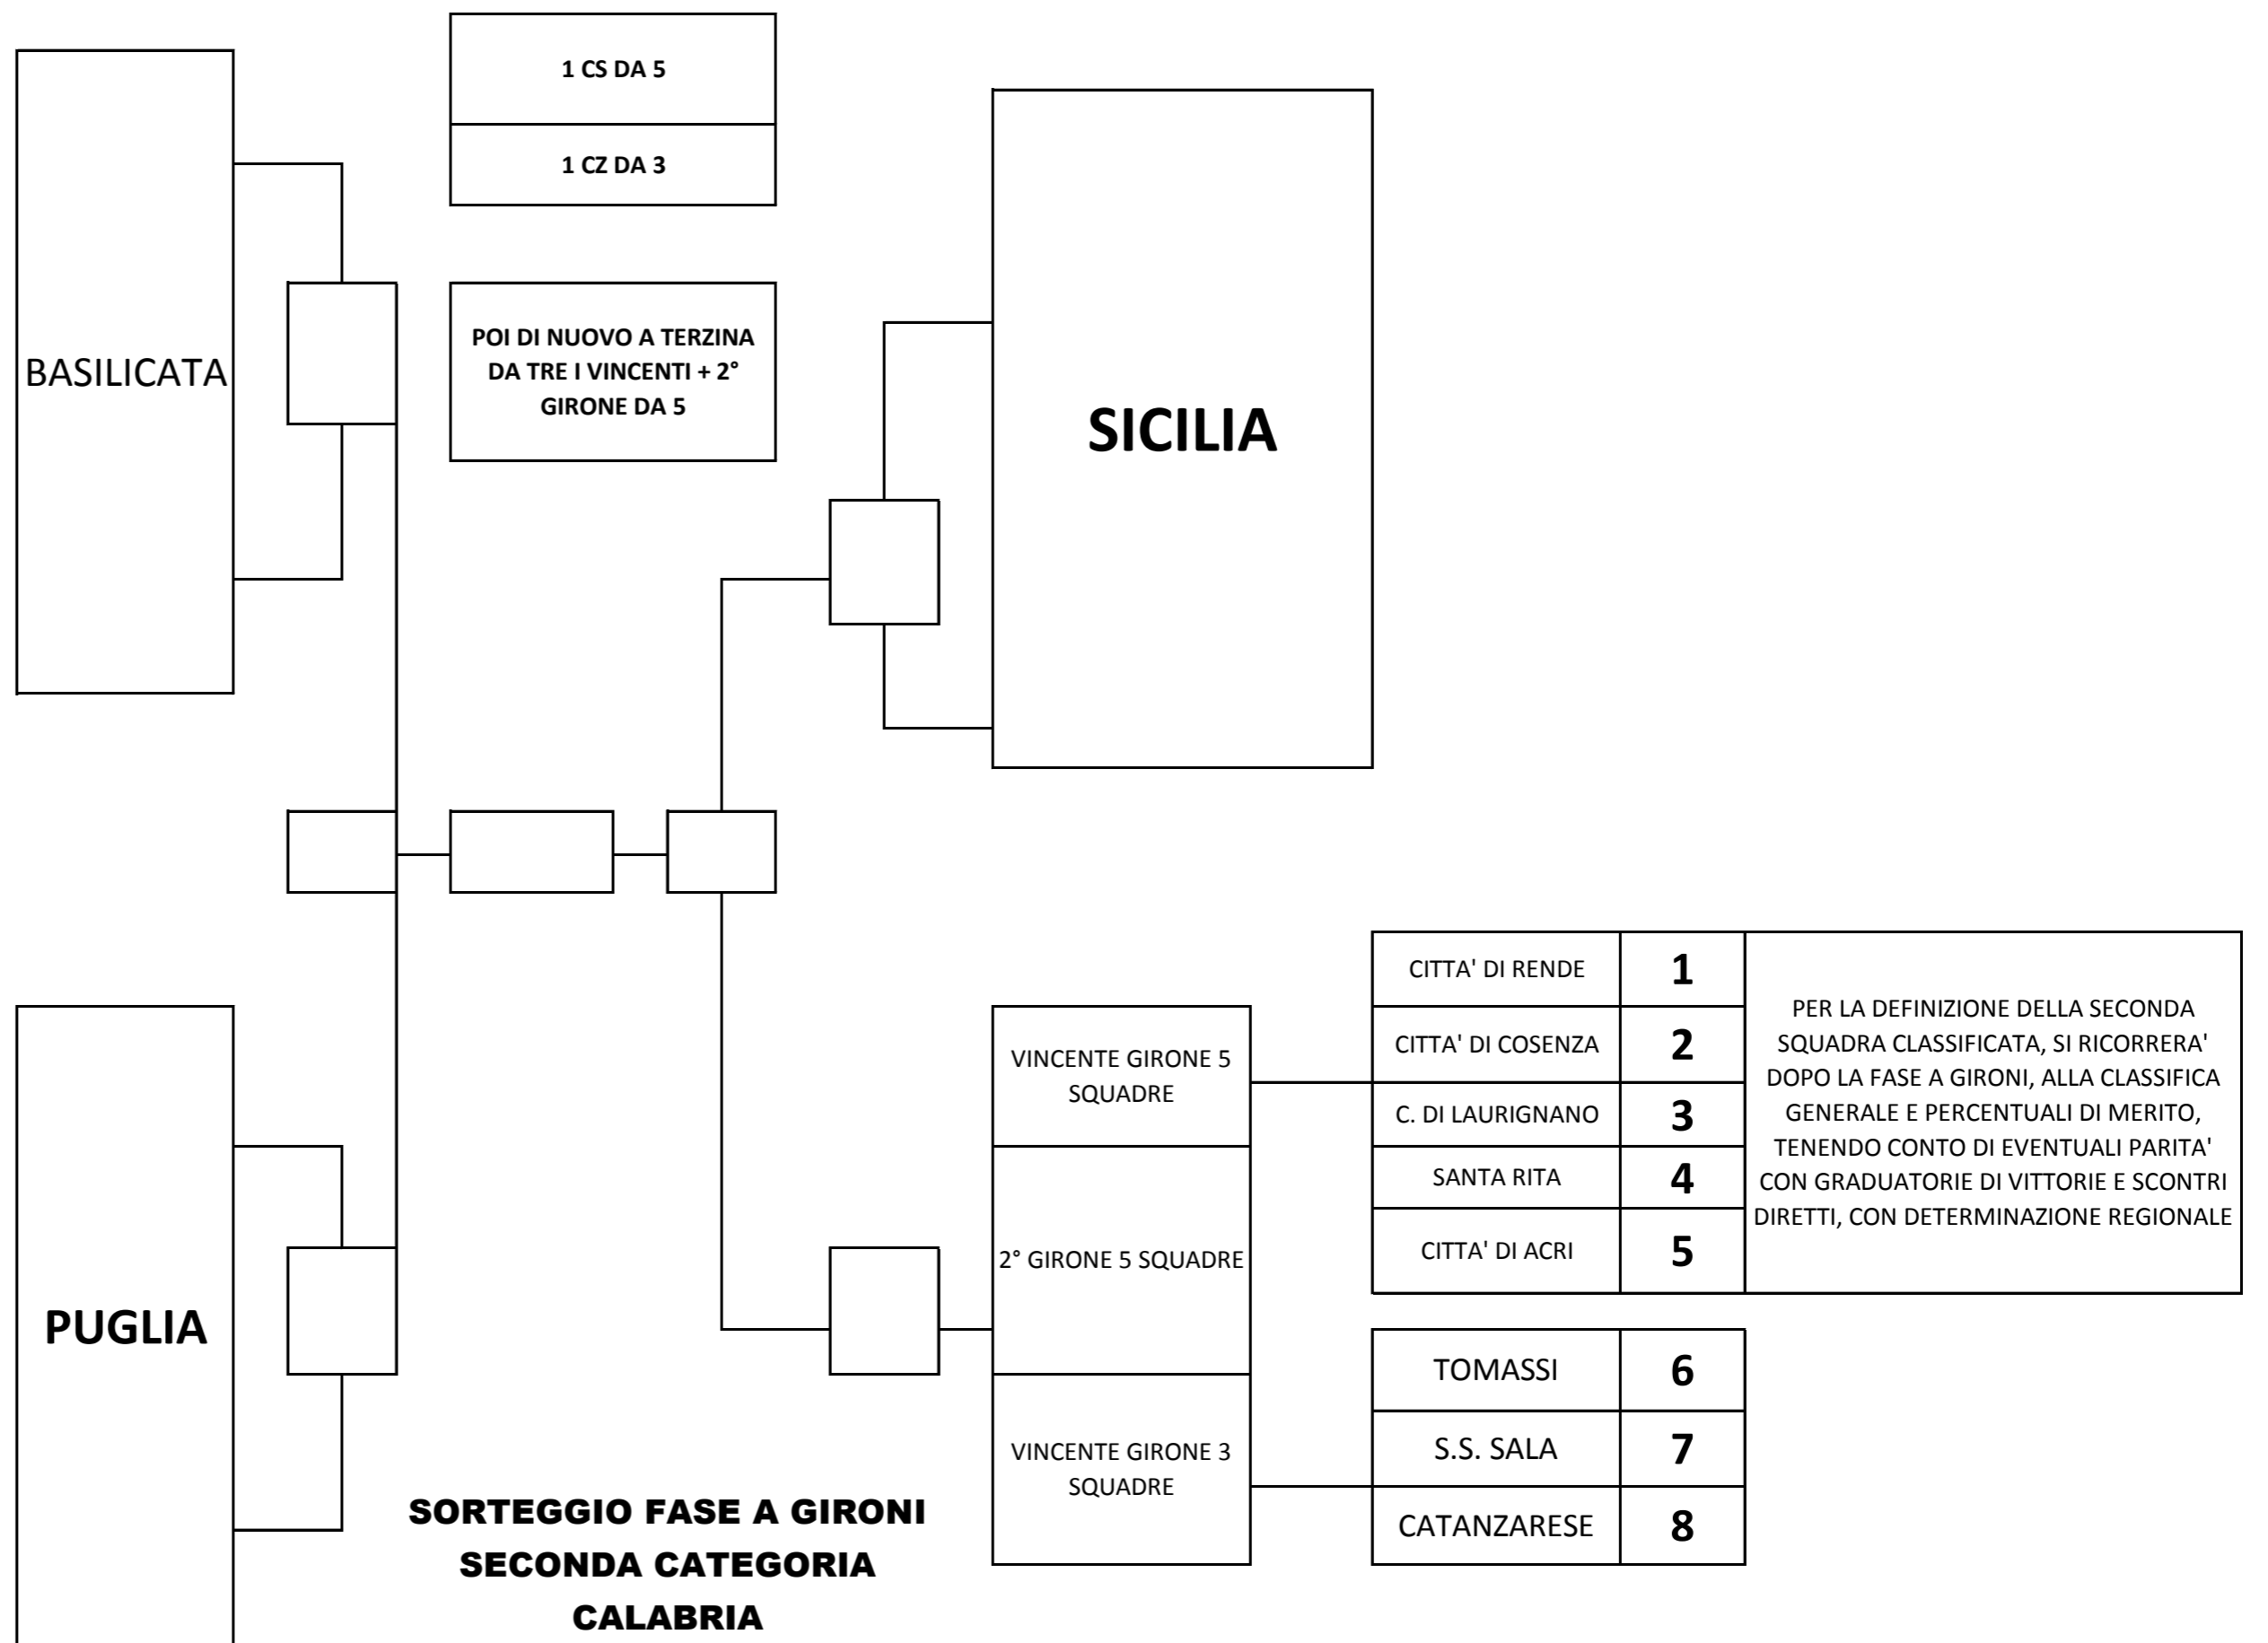 1 CS DA 5
1 CZ DA 3
BASILICATA
POI DI NUOVO A TERZINA
DA TRE I VINCENTI + 2°
GIRONE DA 5
SICILIA
CITTA' DI RENDE 1
CITTA' DI COSENZA 2
C. DI LAURIGNANO 3
SANTA RITA 4
CITTA' DI ACRI 5
PER LA DEFINIZIONE DELLA SECONDA
SQUADRA CLASSIFICATA, SI RICORRERA'
DOPO LA FASE A GIRONI, ALLA CLASSIFICA
GENERALE E PERCENTUALI DI MERITO,
TENENDO CONTO DI EVENTUALI PARITA'
CON GRADUATORIE DI VITTORIE E SCONTRI
DIRETTI, CON DETERMINAZIONE REGIONALE
VINCENTE GIRONE 5
SQUADRE
2° GIRONE 5 SQUADRE
VINCENTE GIRONE 3
SQUADRE
TOMASSI 6
S.S. SALA 7
CATANZARESE 8
PUGLIA
SORTEGGIO FASE A GIRONI
SECONDA CATEGORIA
CALABRIA